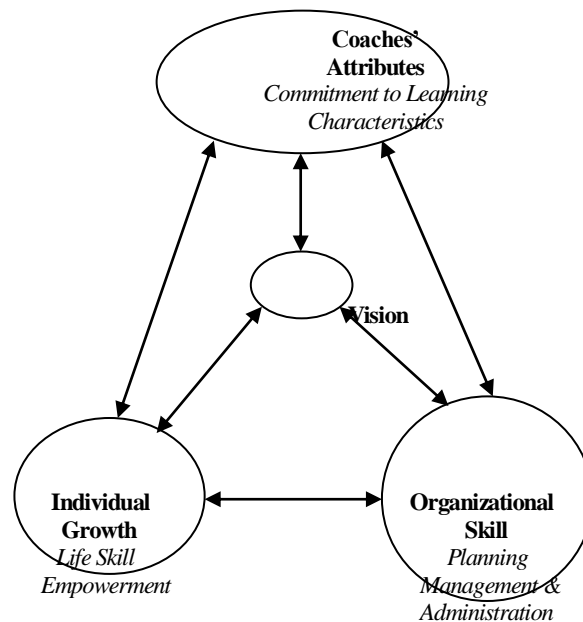 Coaches'
Attributes
Commitment to Learning
Characteristics
Vision
Individual
Growth
Life Skill
Empowerment
Organizational
Skill
Planning
Management &
Administration